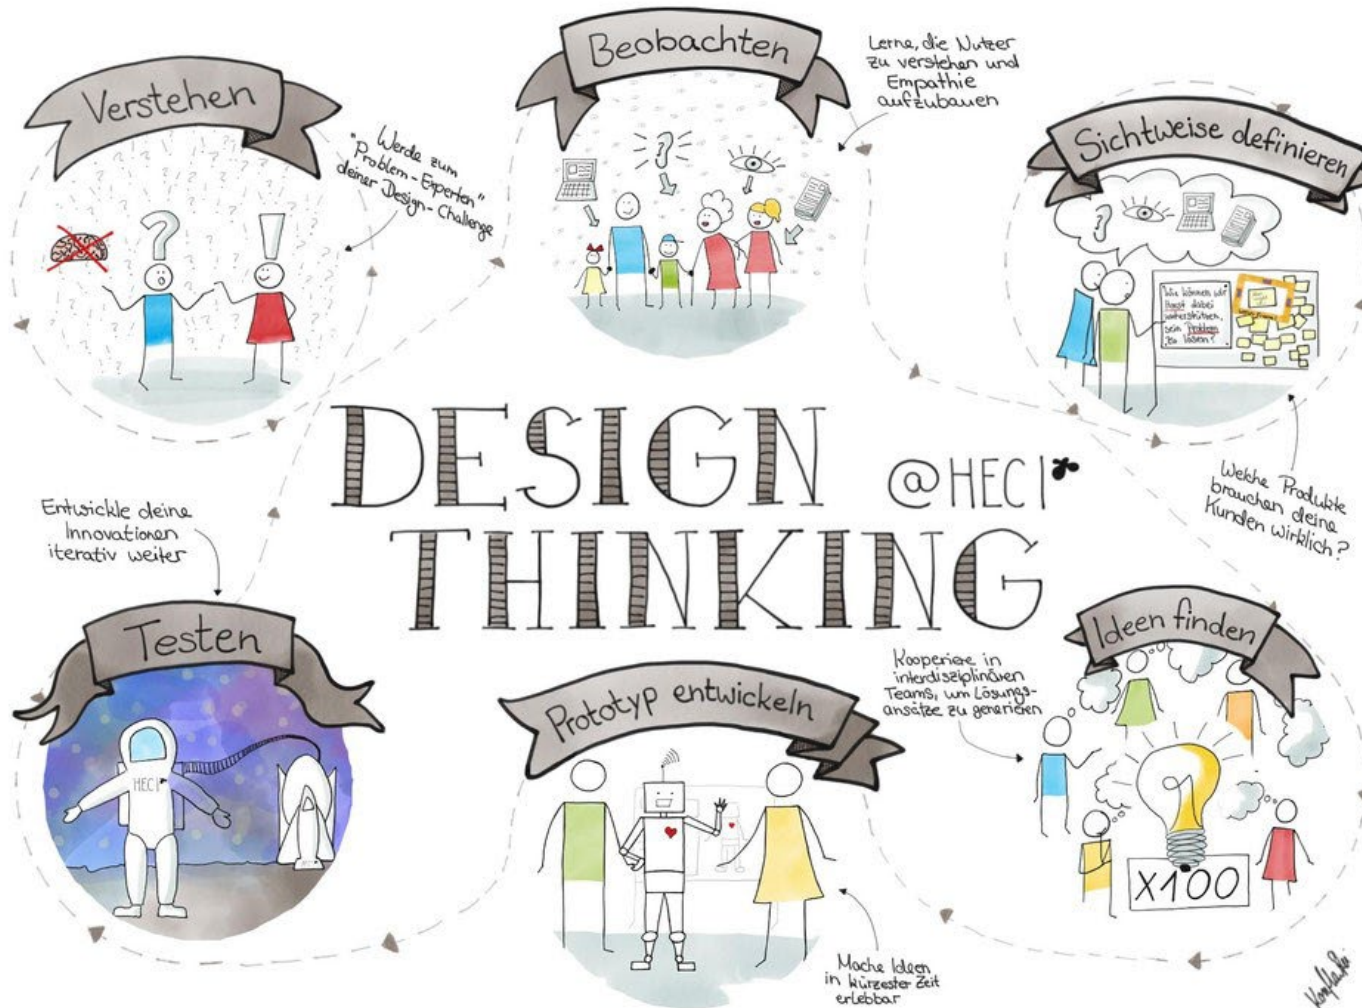 Verstehen
"Werde zum
Problem-Experten"
deiner Design-Challenge
Beobachten
Lerne, die Nutzer
zu verstehen und
Empathie
aufzubauen
Sichtweise definieren
Wie können wir
Horst dabei
unterstützen,
sein Problem
zu lösen?
Welche Produkte
brauchen deine
Kunden wirklich?
DESIGN
@HECI
THINKING
Entwickle deine
Innovationen
iterativ weiter
Testen
HECI
Prototyp entwickeln
Mache Ideen
in kürzester Zeit
erlebbar
Ideen finden
Kooperiere in
interdisziplinären
Teams, um Lösungs-
ansätze zu generieren
X100